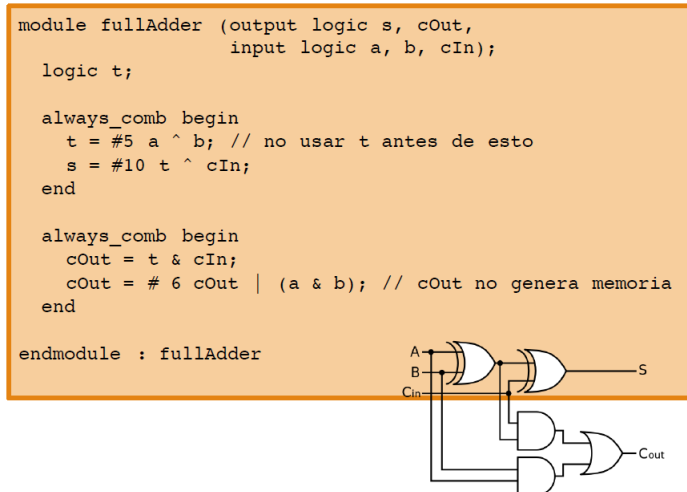 module fullAdder (output logic s, cOut,
input logic a, b, cIn);
logic t;
always_comb begin
t = #5 a ^ b; // no usar t antes de esto
s = #10 t ^ cIn;
end
always_comb begin
cOut = t & cIn;
cOut = # 6 cOut | (a & b); // cOut no genera memoria
end
endmodule : fullAdder
A
B
Cin
S
Cout